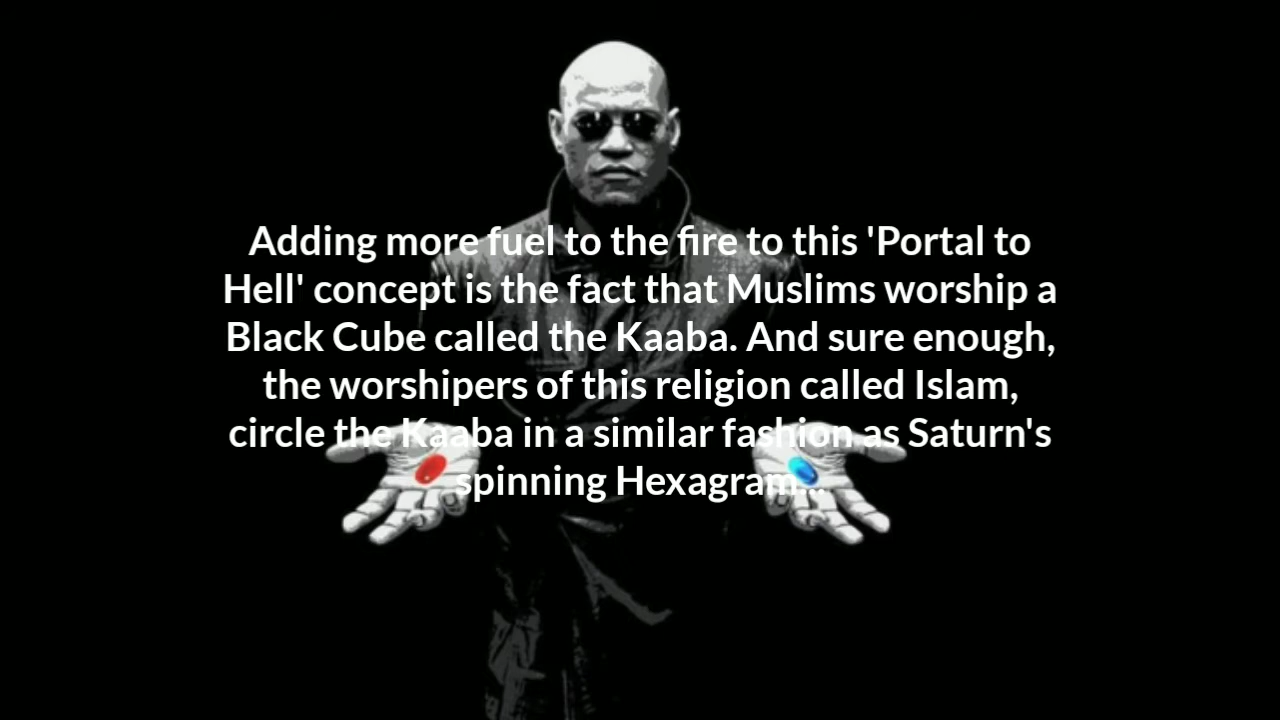 Adding more fuel to the fire to this 'Portal to
Hell' concept is the fact that Muslims worship a
Black Cube called the Kaaba. And sure enough,
the worshipers of this religion called Islam,
circle the Kaaba in a similar fashion as Saturn's
spinning Hexagram...